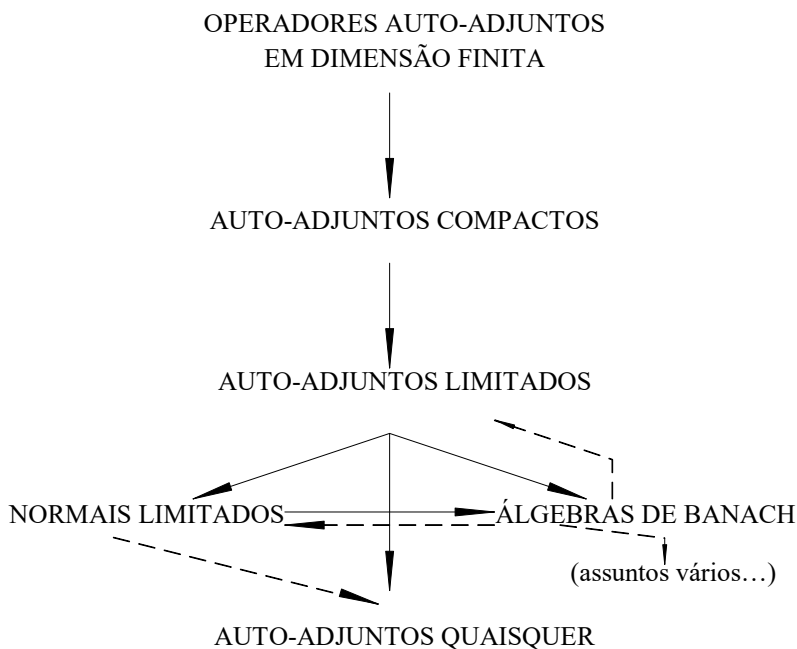 OPERADORES AUTO-ADJUNTOS
EM DIMENSÃO FINITA
AUTO-ADJUNTOS COMPACTOS
AUTO-ADJUNTOS LIMITADOS
NORMAIS LIMITADOS
ÁLGEBRAS DE BANACH
(assuntos vários…)
AUTO-ADJUNTOS QUAISQUER